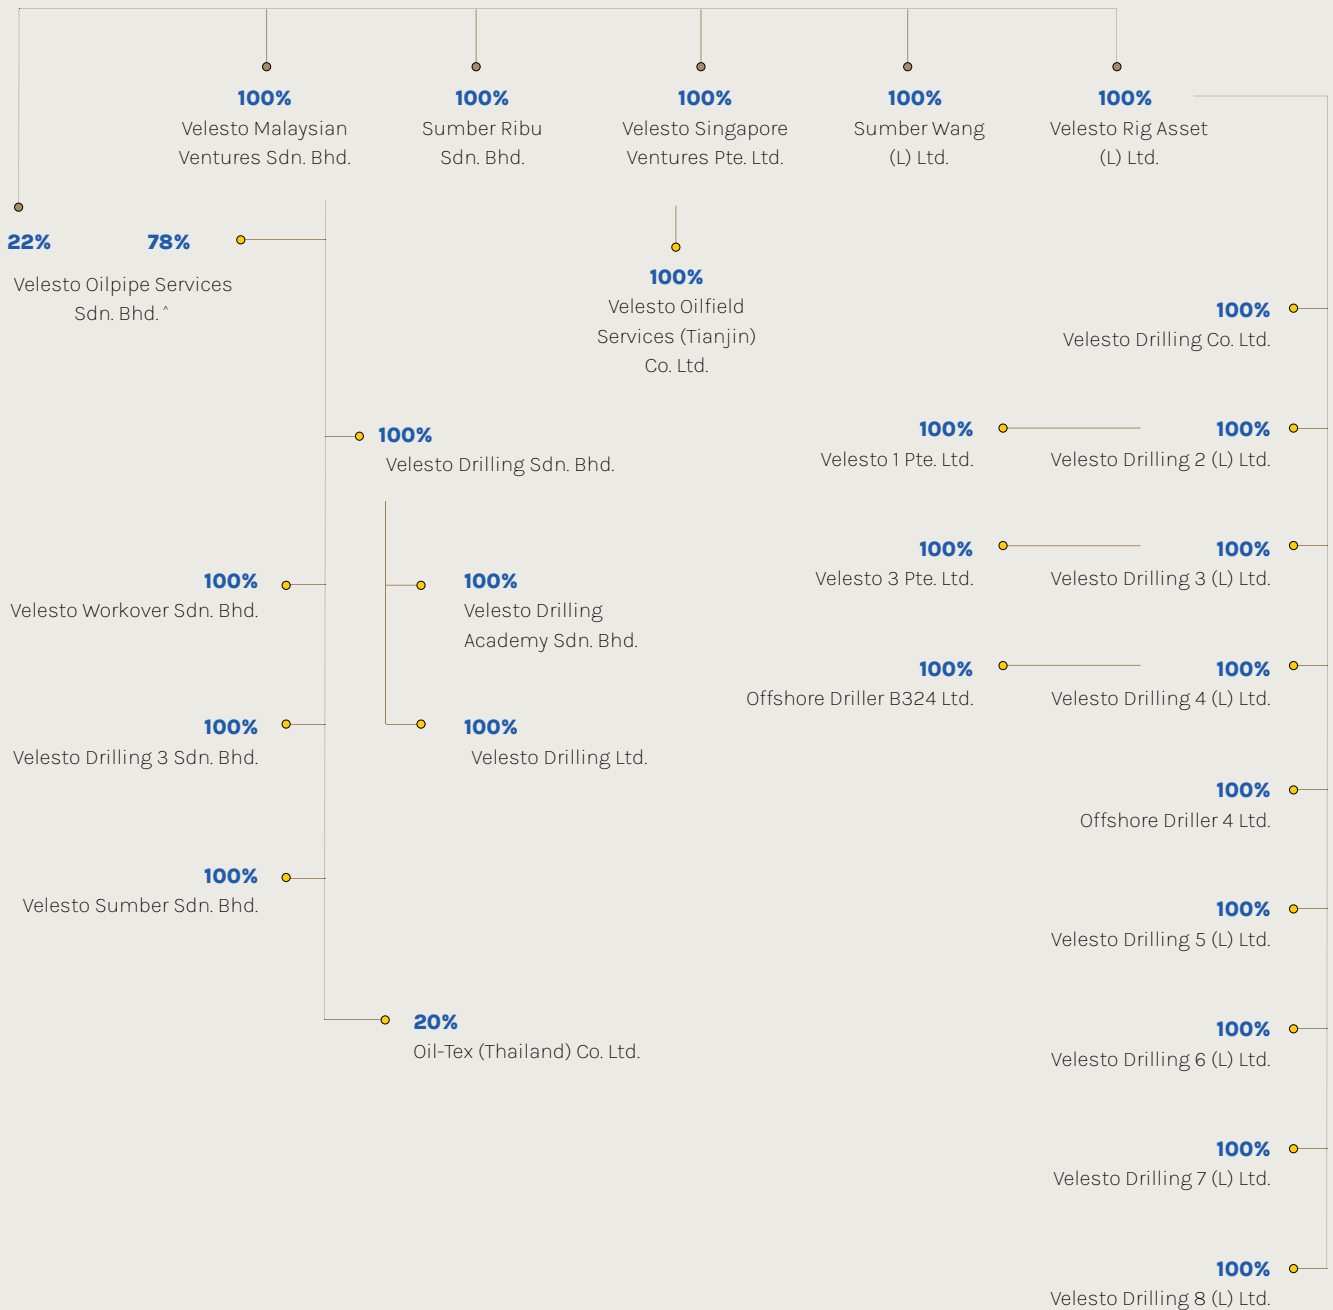 100%
Velesto Malaysian
Ventures Sdn. Bhd.
100%
Sumber Ribu
Sdn. Bhd.
100%
Velesto Singapore
Ventures Pte. Ltd.
100%
Sumber Wang
(L) Ltd.
100%
Velesto Rig Asset
(L) Ltd.
22%
78%
Velesto Oilpipe Services
Sdn. Bhd.^
100%
Velesto Oilfield
Services (Tianjin)
Co. Ltd.
100%
Velesto Drilling Co. Ltd.
100%
Velesto Drilling Sdn. Bhd.
100%
Velesto 1 Pte. Ltd.
100%
Velesto Drilling 2 (L) Ltd.
100%
Velesto 3 Pte. Ltd.
100%
Velesto Drilling 3 (L) Ltd.
100%
Velesto Workover Sdn. Bhd.
100%
Velesto Drilling
Academy Sdn. Bhd.
100%
Offshore Driller B324 Ltd.
100%
Velesto Drilling 4 (L) Ltd.
100%
Velesto Drilling 3 Sdn. Bhd.
100%
Velesto Drilling Ltd.
100%
Offshore Driller 4 Ltd.
100%
Velesto Sumber Sdn. Bhd.
100%
Velesto Drilling 5 (L) Ltd.
20%
Oil-Tex (Thailand) Co. Ltd.
100%
Velesto Drilling 6 (L) Ltd.
100%
Velesto Drilling 7 (L) Ltd.
100%
Velesto Drilling 8 (L) Ltd.